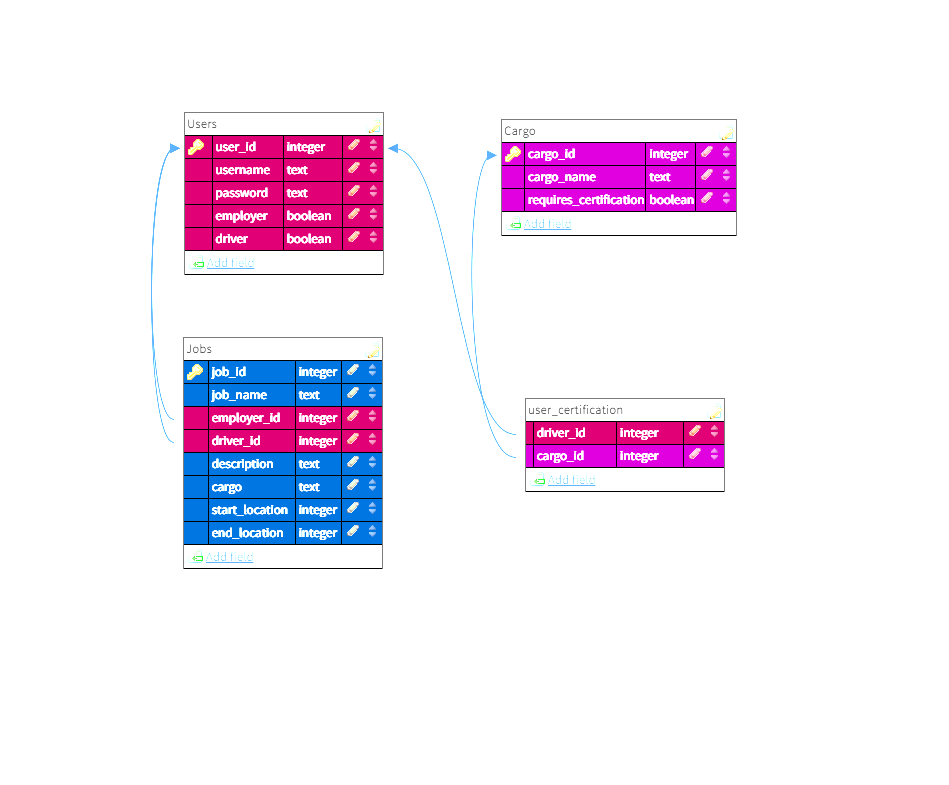 Users
user_id integer
username text
password text
employer boolean
driver boolean
Add field
Cargo
cargo_id integer
cargo_name text
requires_certification boolean
Add field
Jobs
job_id integer
job_name text
employer_id integer
driver_id integer
description text
cargo text
start_location integer
end_location integer
Add field
user_certification
driver_id integer
cargo_id integer
Add field